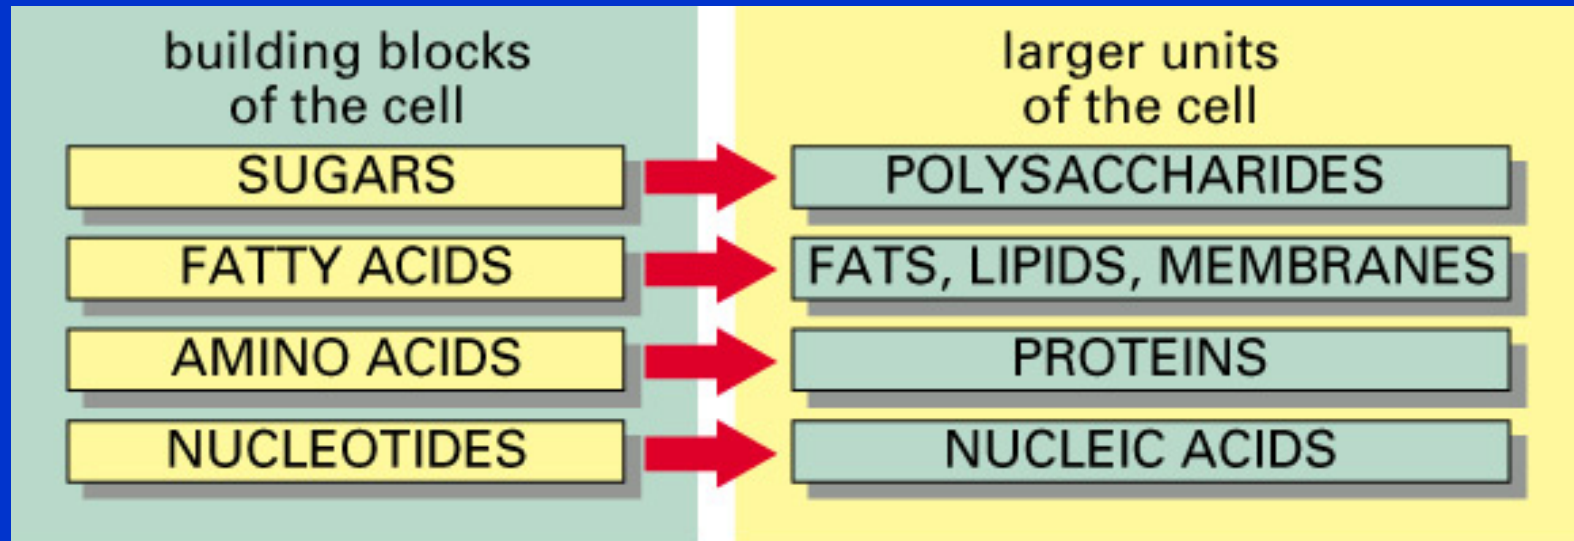 building blocks
of the cell
SUGARS
FATTY ACIDS
AMINO ACIDS
NUCLEOTIDES
larger units
of the cell
POLYSACCHARIDES
FATS, LIPIDS, MEMBRANES
PROTEINS
NUCLEIC ACIDS